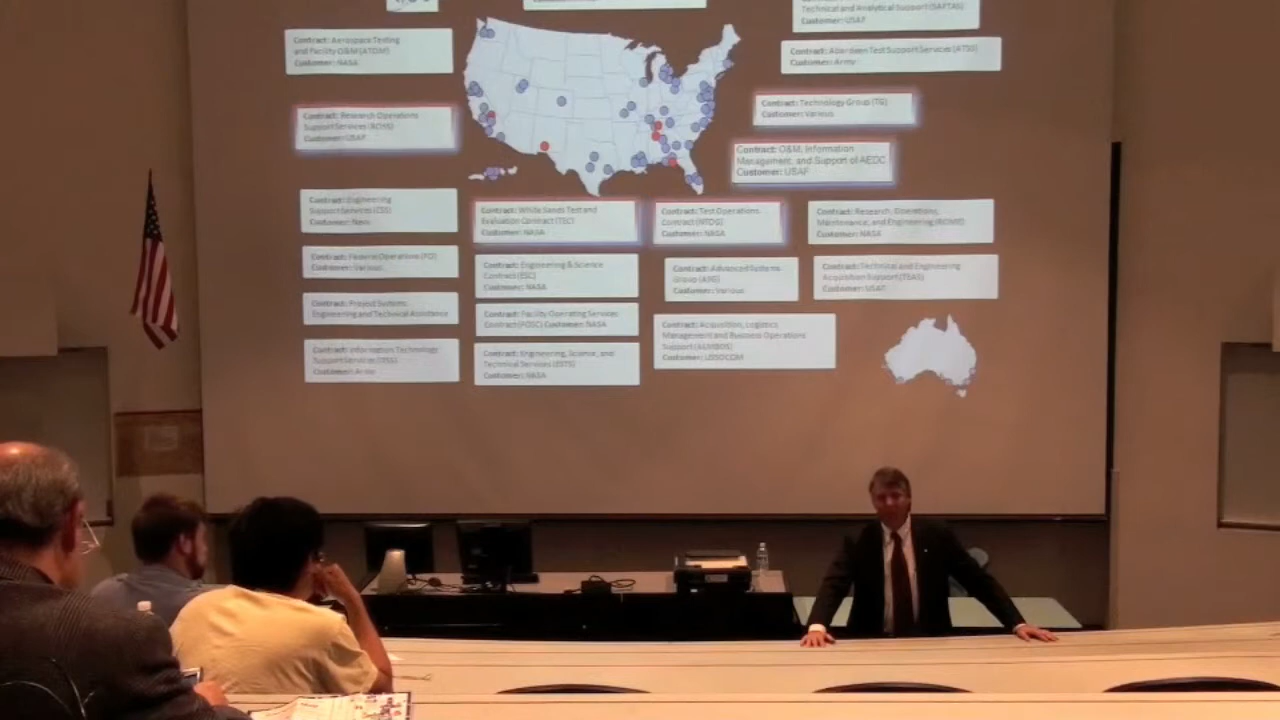 Technical and Analytical Support (SAFTAS)
Customer: USAF
Contract: Aerospace Testing
and Facility O&M (ATOM)
Customer: NASA
Contract: Aberdeen Test Support Services (ATSS)
Customer: Army
Contract: Research Operations
Support Services (ROSS)
Customer: USAF
Contract: Technology Group (TG)
Customer: Various
Contract: O&M, Information
Management, and Support of AEDC
Customer: USAF
Contract: Engineering
Support Services (ESS)
Customer:
Contract: White Sands Test and
Evaluation Contract (TEC)
Customer: NASA
Contract: Test Operations
Contract (NTOG)
Customer: NASA
Contract: Research, Operations,
Maintenance, and Engineering (ROME)
Customer: NASA
Contract: Federal Operations (FO)
Customer: Various
Contract: Engineering & Science
Contract (ESC)
Customer: NASA
Contract: Advanced Systems
Group (ASG)
Customer: Various
Contract: Technical and Engineering
Acquisition Support (TEAS)
Customer: USAF
Contract: Project Systems
Engineering and Technical Assistance
Contract: Facility Operating Services
Contract (FOSC) Customer: NASA
Contract: Acquisition, Logistics
Management and Business Operations
Support (ALMBOS)
Customer: USSOCOM
Contract: Information Technology
Support Services (ITSS)
Customer: Army
Contract: Engineering, Science, and
Technical Services (ESTS)
Customer: NASA